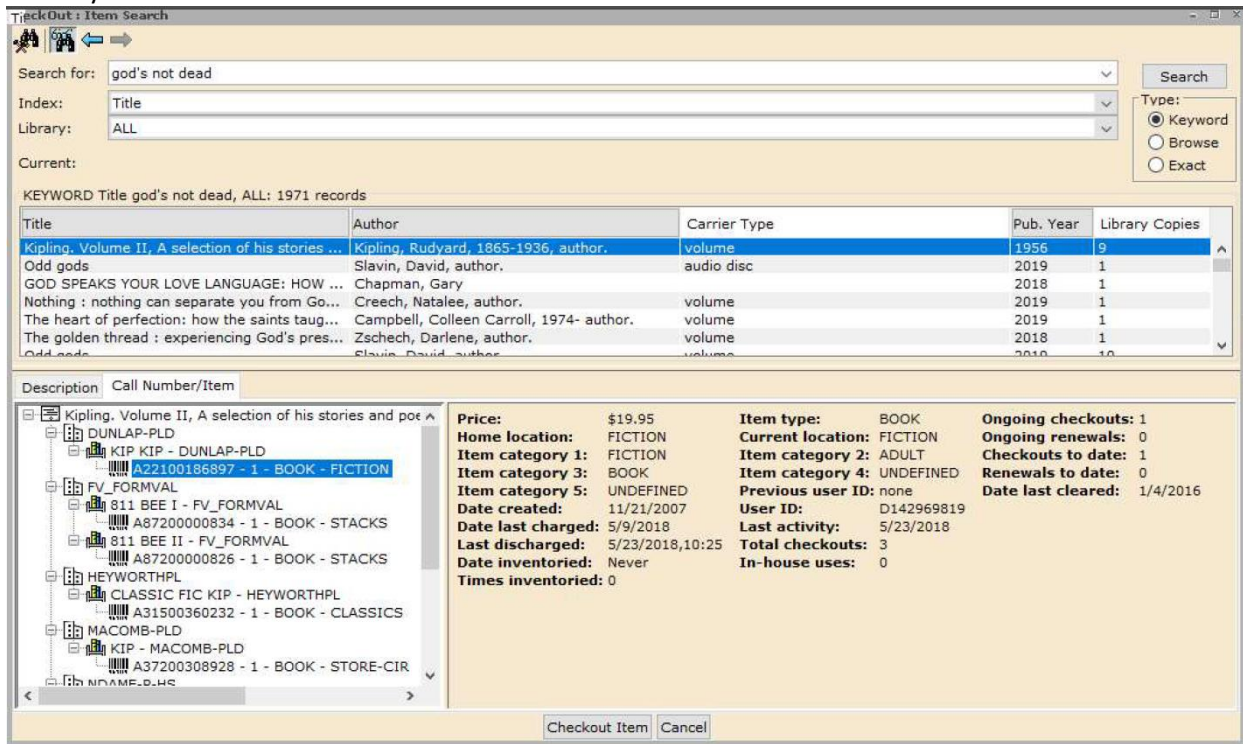 TieckOut : Item Search
Search for: god's not dead Search
Index: Title
Library: ALL
Type:
Keyword
Browse
Exact
Current:
KEYWORD Title god's not dead, ALL: 1971 records
Title Author Carrier Type Pub. Year Library Copies
Kipling. Volume II, A selection of his stories ... Kipling, Rudyard, 1865-1936, author. volume 1956 9
Odd gods Slavin, David, author. audio disc 2019 1
GOD SPEAKS YOUR LOVE LANGUAGE: HOW ... Chapman, Gary 2018 1
Nothing : nothing can separate you from Go... Creech, Natalee, author. volume 2019 1
The heart of perfection: how the saints taug... Campbell, Colleen Carroll, 1974- author. volume 2019 1
The golden thread : experiencing God's pres... Zschech, Darlene, author. volume 2018 1
Odd gods Slavin, David, author. volume 2019 10
Description Call Number/Item
Kipling. Volume II, A selection of his stories and poe
DUNLAP-PLD
KIP KIP - DUNLAP-PLD
A22100186897 - 1 - BOOK - FICTION
FV_FORMVAL
811 BEE I - FV_FORMVAL
A87200000834 - 1 - BOOK - STACKS
811 BEE II - FV_FORMVAL
A87200000826 - 1 - BOOK - STACKS
HEYWORTHPL
CLASSIC FIC KIP - HEYWORTHPL
A31500360232 - 1 - BOOK - CLASSICS
MACOMB-PLD
KIP - MACOMB-PLD
A37200308928 - 1 - BOOK - STORE-CIR
NDAME-P-HS
Price: $19.95 Item type: BOOK Ongoing checkouts: 1
Home location: FICTION Current location: FICTION Ongoing renewals: 0
Item category 1: FICTION Item category 2: ADULT Checkouts to date: 1
Item category 3: BOOK Item category 4: UNDEFINED Renewals to date: 0
Item category 5: UNDEFINED Previous user ID: none Date last cleared: 1/4/2016
Date created: 11/21/2007 User ID: D142969819
Date last charged: 5/9/2018 Last activity: 5/23/2018
Last discharged: 5/23/2018,10:25 Total checkouts: 3
Date inventoried: Never In-house uses: 0
Times inventoried: 0
Checkout Item Cancel